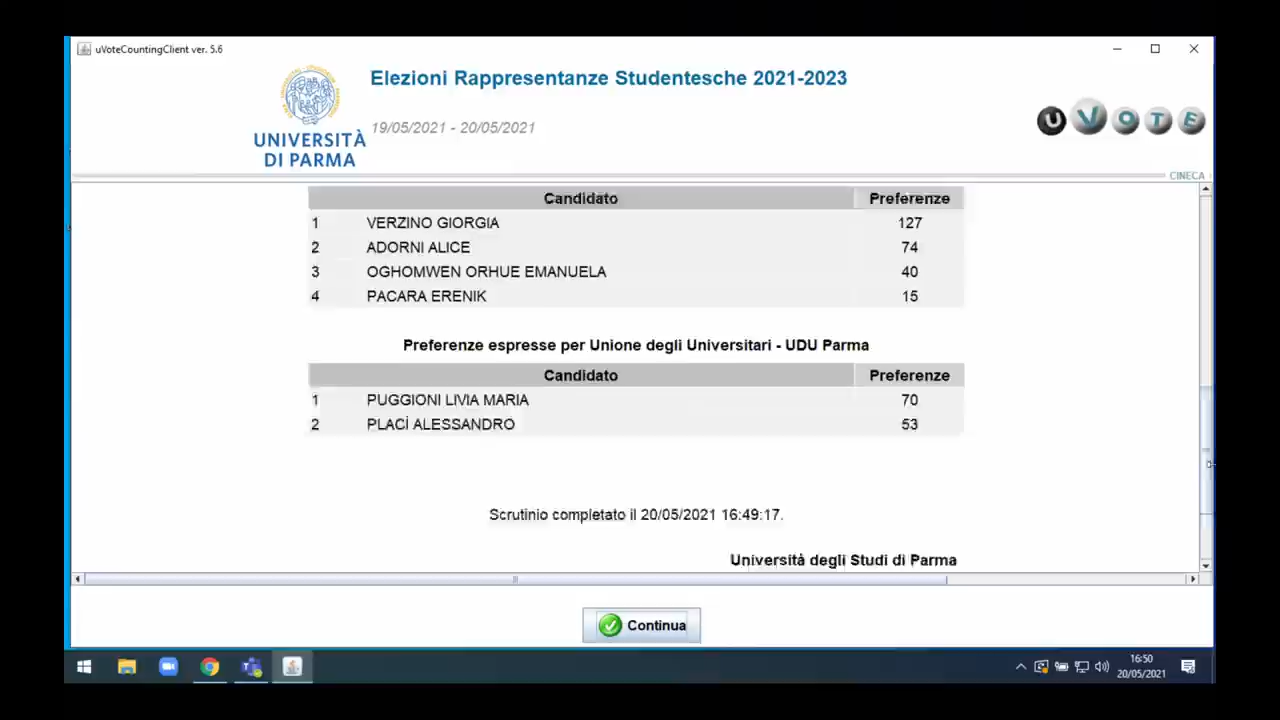 uVoteCountingClient ver. 5.6
Elezioni Rappresentanze Studentesche 2021-2023
19/05/2021 - 20/05/2021
UNIVERSITÀ
DI PARMA
U VOTE
CINECA
Candidato Preferenze
1 VERZINO GIORGIA 127
2 ADORNI ALICE 74
3 OGHOMWEN ORHUE EMANUELA 40
4 PACARA ERENIK 15
Preferenze espresse per Unione degli Universitari - UDU Parma
Candidato Preferenze
1 PUGGIONI LIVIA MARIA 70
2 PLACÌ ALESSANDRO 53
Scrutinio completato il 20/05/2021 16:49:17.
Università degli Studi di Parma
Continua
16:50
20/05/2021